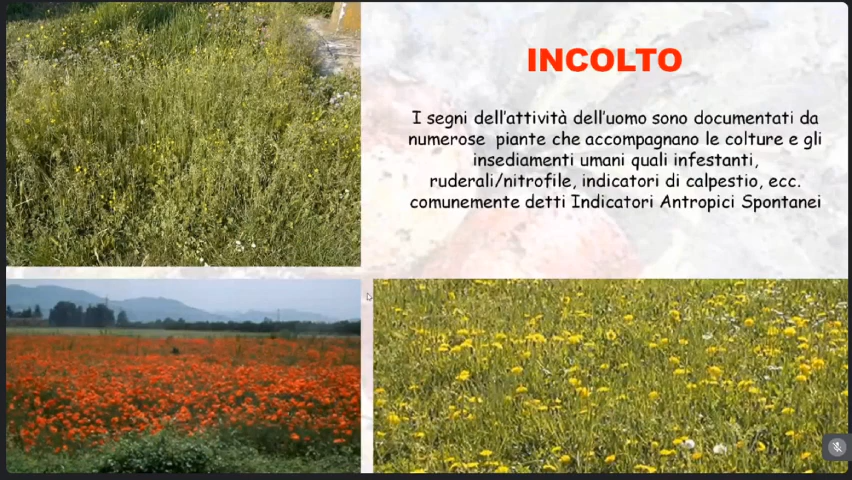 INCOLTO
I segni dell'attività dell'uomo sono documentati da
numerose piante che accompagnano le colture e gli
insediamenti umani quali infestanti,
ruderali/nitrofile, indicatori di calpestio, ecc.
comunemente detti Indicatori Antropici Spontanei